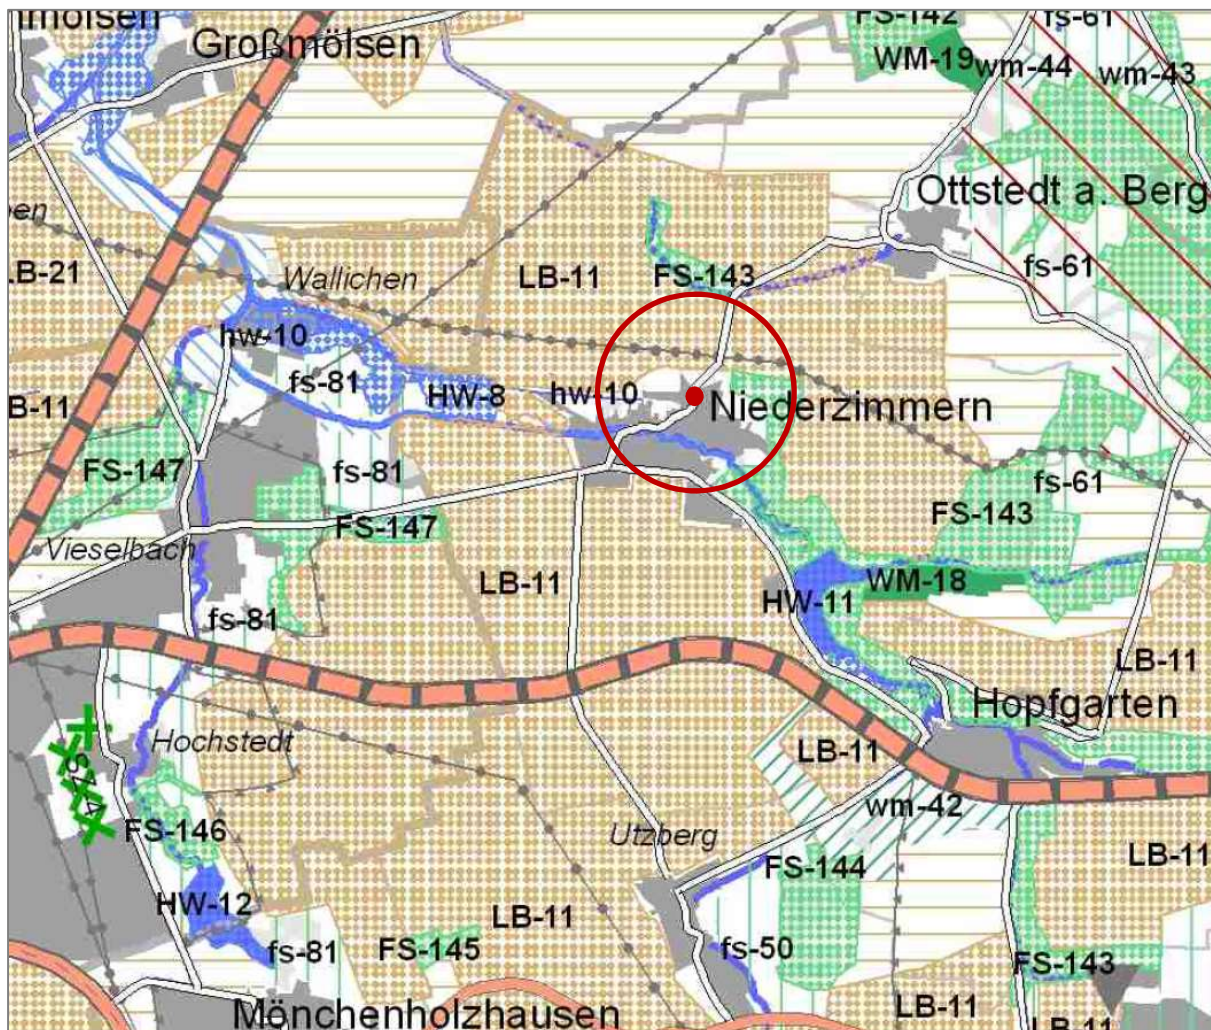 Großmölsen
FS-142
fs-61
WM-19
wm-44
wm-43
Ottstedt a. Berg
LB-21
Wallichen
LB-11
FS-143
fs-61
hw-10
fs-81
HW-8
hw-10
Niederzimmern
FS-147
fs-81
fs-61
FS-143
FS-147
Vieselbach
LB-11
WM-18
HW-11
fs-81
LB-11
Hopfgarten
Hochstedt
LB-11
wm-42
FS-146
Utzberg
FS-144
LB-11
HW-12
LB-11
fs-81
FS-145
fs-50
FS-143
LB-11
Mönchenholzhausen
LB-11